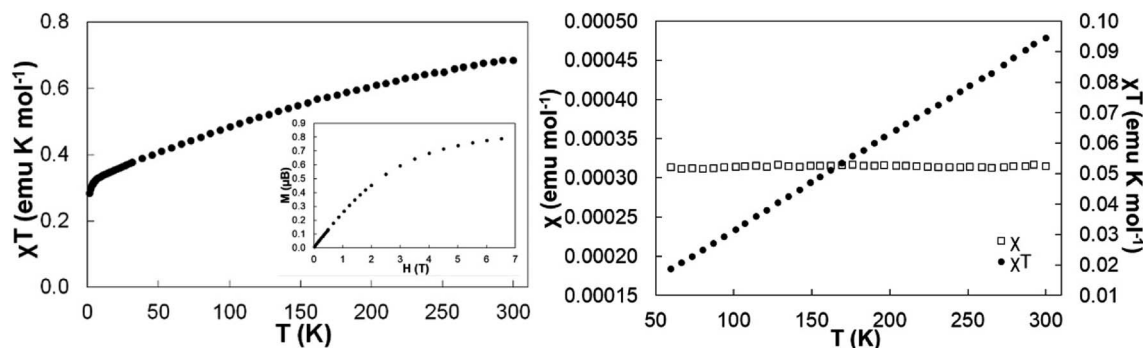 0.8
0.6
0.4
0.2
0.0
χT (emu K mol⁻¹)
0 50 100 150 200 250 300
T (K)
0.9
0.8
0.7
0.6
0.5
0.4
0.3
0.2
0.1
0.0
M (μB)
0 1 2 3 4 5 6 7
H (T)
0.00050
0.00045
0.00040
0.00035
0.00030
0.00025
0.00020
0.00015
χ (emu mol⁻¹)
50 100 150 200 250 300
T (K)
χ
χT
0.10
0.09
0.08
0.07
0.06
0.05
0.04
0.03
0.02
0.01
χT (emu K mol⁻¹)